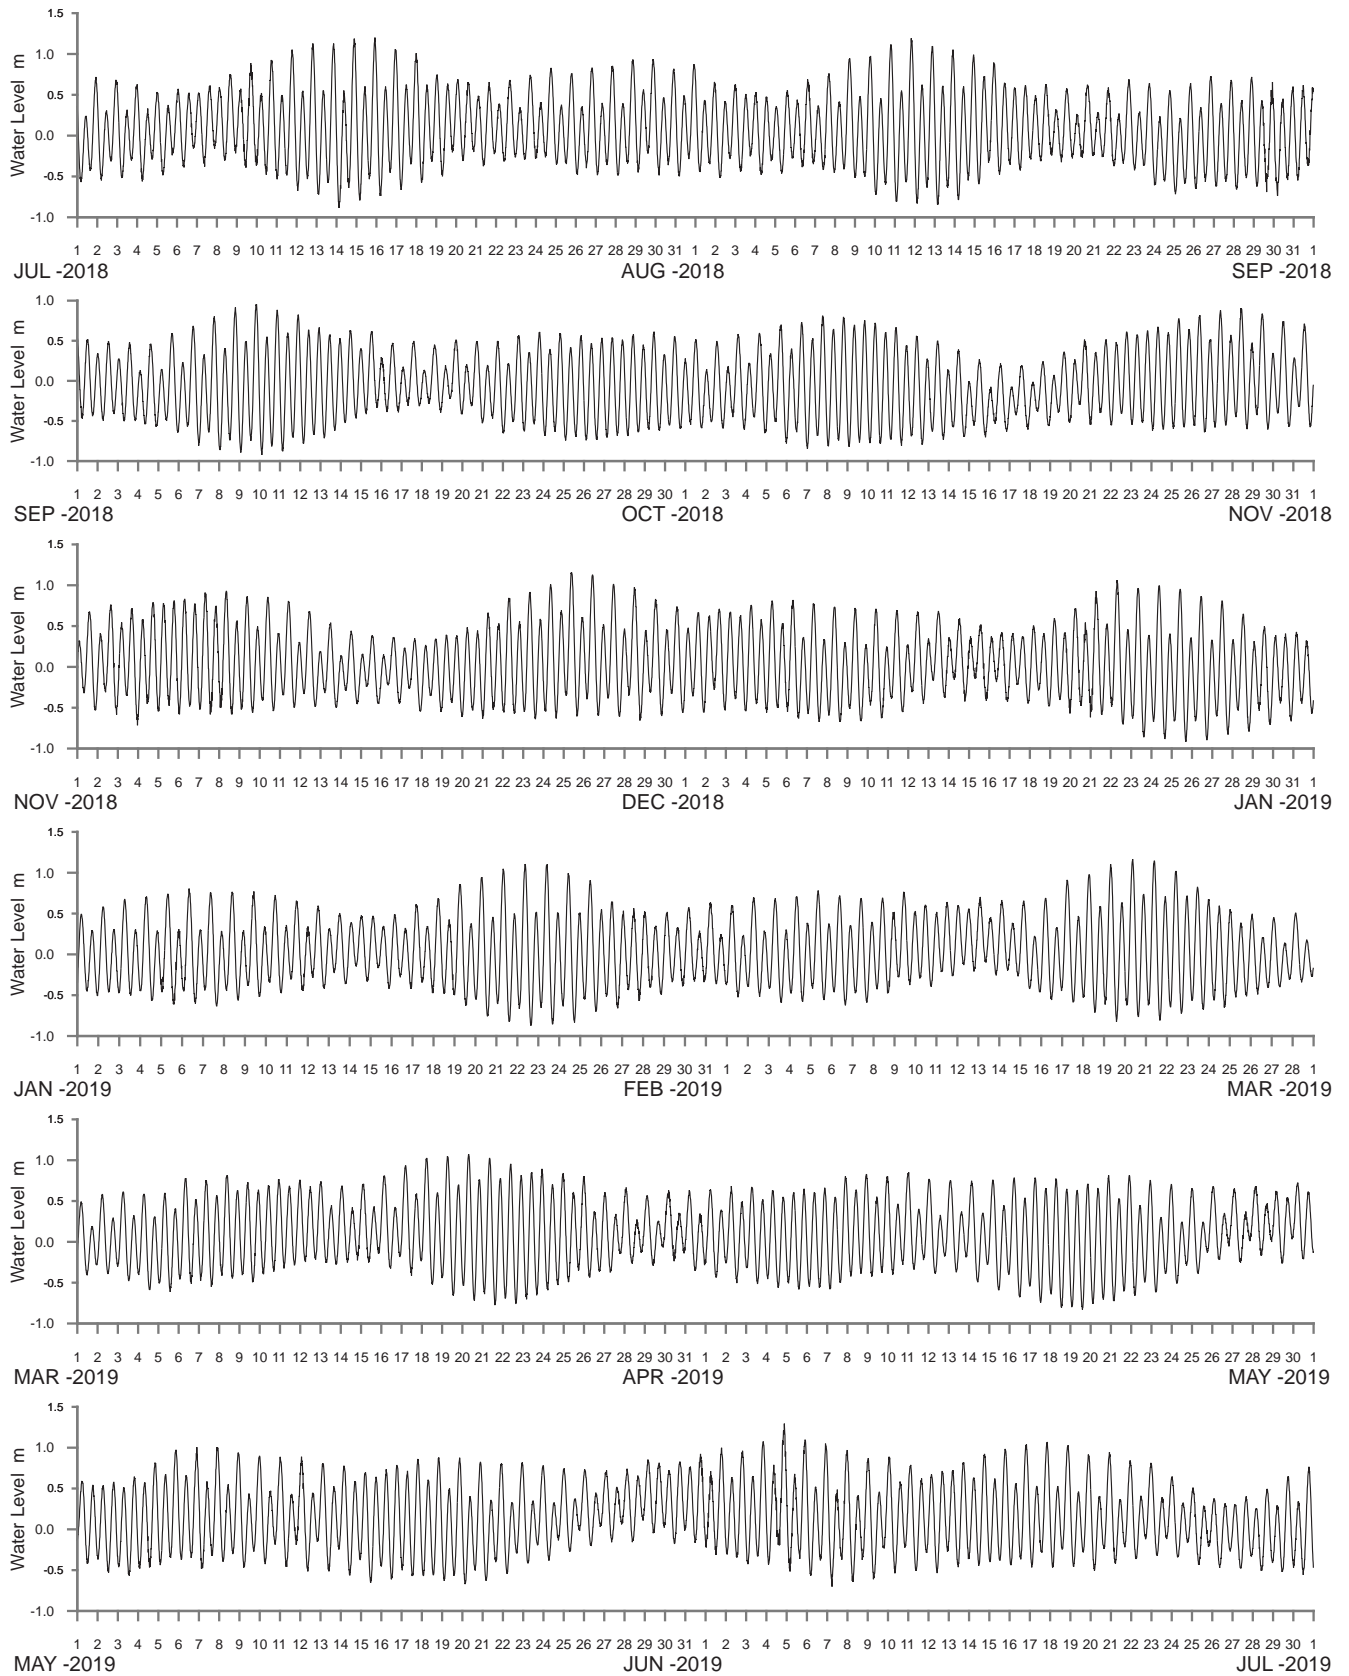 1.5
1.0
0.5
0.0
-0.5
-1.0
Water Level m
1 2 3 4 5 6 7 8 9 10 11 12 13 14 15 16 17 18 19 20 21 22 23 24 25 26 27 28 29 30 31 1 2 3 4 5 6 7 8 9 10 11 12 13 14 15 16 17 18 19 20 21 22 23 24 25 26 27 28 29 30 31 1
JUL -2018 AUG -2018 SEP -2018
1.0
0.5
0.0
-0.5
-1.0
Water Level m
1 2 3 4 5 6 7 8 9 10 11 12 13 14 15 16 17 18 19 20 21 22 23 24 25 26 27 28 29 30 1 2 3 4 5 6 7 8 9 10 11 12 13 14 15 16 17 18 19 20 21 22 23 24 25 26 27 28 29 30 31 1
SEP -2018 OCT -2018 NOV -2018
1.5
1.0
0.5
0.0
-0.5
-1.0
Water Level m
1 2 3 4 5 6 7 8 9 10 11 12 13 14 15 16 17 18 19 20 21 22 23 24 25 26 27 28 29 30 1 2 3 4 5 6 7 8 9 10 11 12 13 14 15 16 17 18 19 20 21 22 23 24 25 26 27 28 29 30 31 1
NOV -2018 DEC -2018 JAN -2019
1.5
1.0
0.5
0.0
-0.5
-1.0
Water Level m
1 2 3 4 5 6 7 8 9 10 11 12 13 14 15 16 17 18 19 20 21 22 23 24 25 26 27 28 29 30 31 1 2 3 4 5 6 7 8 9 10 11 12 13 14 15 16 17 18 19 20 21 22 23 24 25 26 27 28 1
JAN -2019 FEB -2019 MAR -2019
1.5
1.0
0.5
0.0
-0.5
-1.0
Water Level m
1 2 3 4 5 6 7 8 9 10 11 12 13 14 15 16 17 18 19 20 21 22 23 24 25 26 27 28 29 30 31 1 2 3 4 5 6 7 8 9 10 11 12 13 14 15 16 17 18 19 20 21 22 23 24 25 26 27 28 29 30 1
MAR -2019 APR -2019 MAY -2019
1.5
1.0
0.5
0.0
-0.5
-1.0
Water Level m
1 2 3 4 5 6 7 8 9 10 11 12 13 14 15 16 17 18 19 20 21 22 23 24 25 26 27 28 29 30 31 1 2 3 4 5 6 7 8 9 10 11 12 13 14 15 16 17 18 19 20 21 22 23 24 25 26 27 28 29 30 1
MAY -2019 JUN -2019 JUL -2019